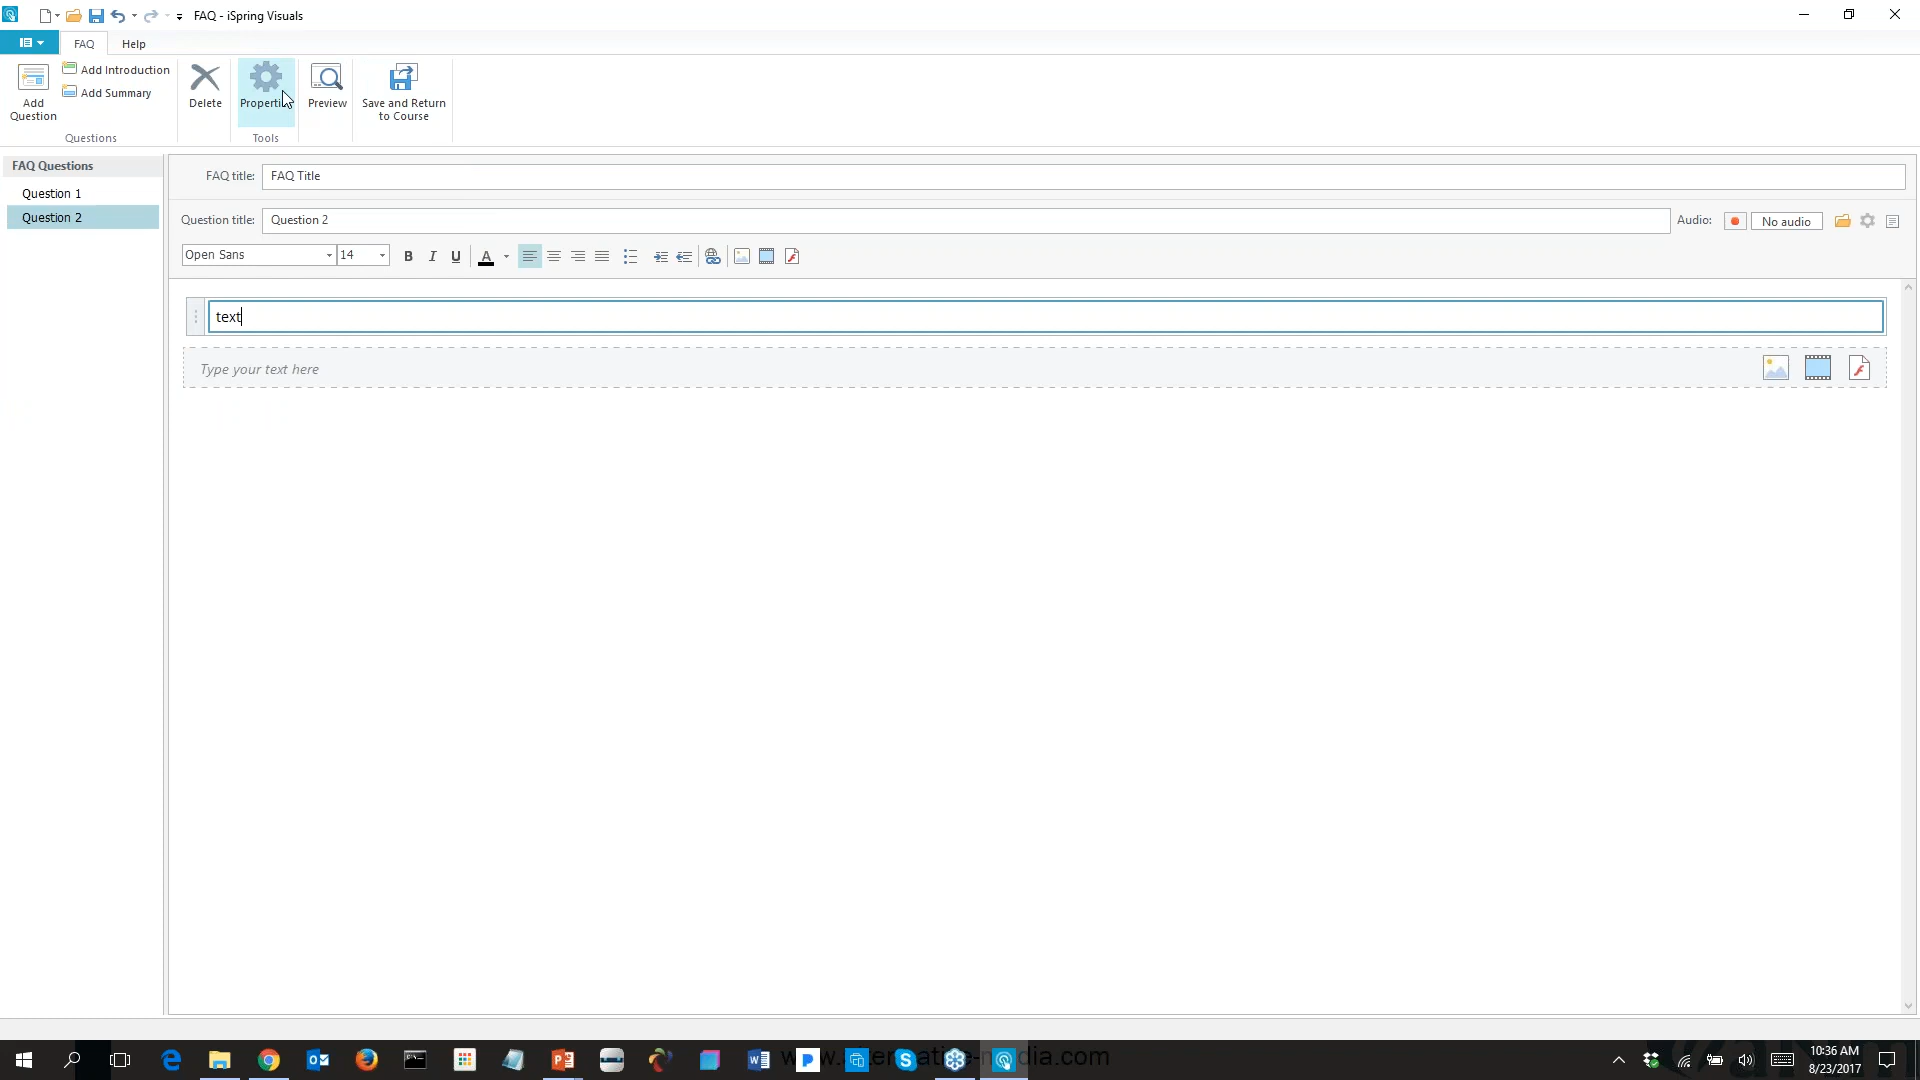 FAQ - iSpring Visuals
FAQ Help
Add Question
Add Introduction
Add Summary
Questions
Delete
Properti
Tools
Preview
Save and Return
to Course
FAQ Questions
Question 1
Question 2
FAQ title: FAQ Title
Question title: Question 2
Audio: No audio
Open Sans 14
B I U A
text
Type your text here
10:36 AM
8/23/2017